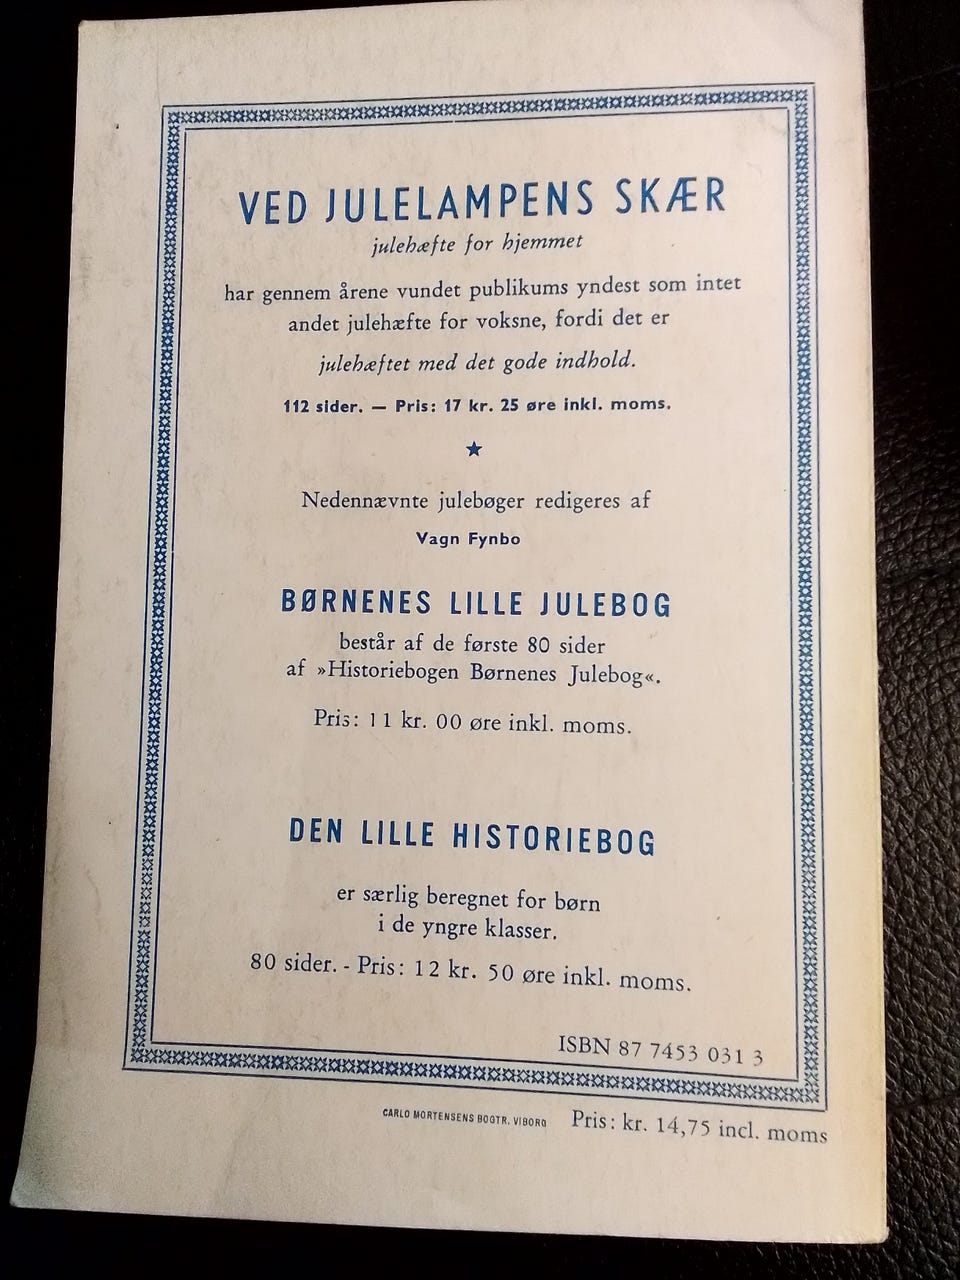 VED JULELAMPENS SKÆR
julehæfte for hjemmet
har gennem årene vundet publikums yndest som intet
andet julehæfte for voksne, fordi det er
julehæftet med det gode indhold.
112 sider. — Pris: 17 kr. 25 øre inkl. moms.
★
Nedennævnte julebøger redigeres af
Vagn Fynbo
BØRNENES LILLE JULEBOG
består af de første 80 sider
af »Historiebogen Børnenes Julebog«.
Pris: 11 kr. 00 øre inkl. moms.
DEN LILLE HISTORIEBOG
er særlig beregnet for børn
i de yngre klasser.
80 sider. - Pris: 12 kr. 50 øre inkl. moms.
ISBN 87 7453 031 3
CARLO MORTENSENS BOGTR. VIBORG Pris: kr. 14,75 incl. moms